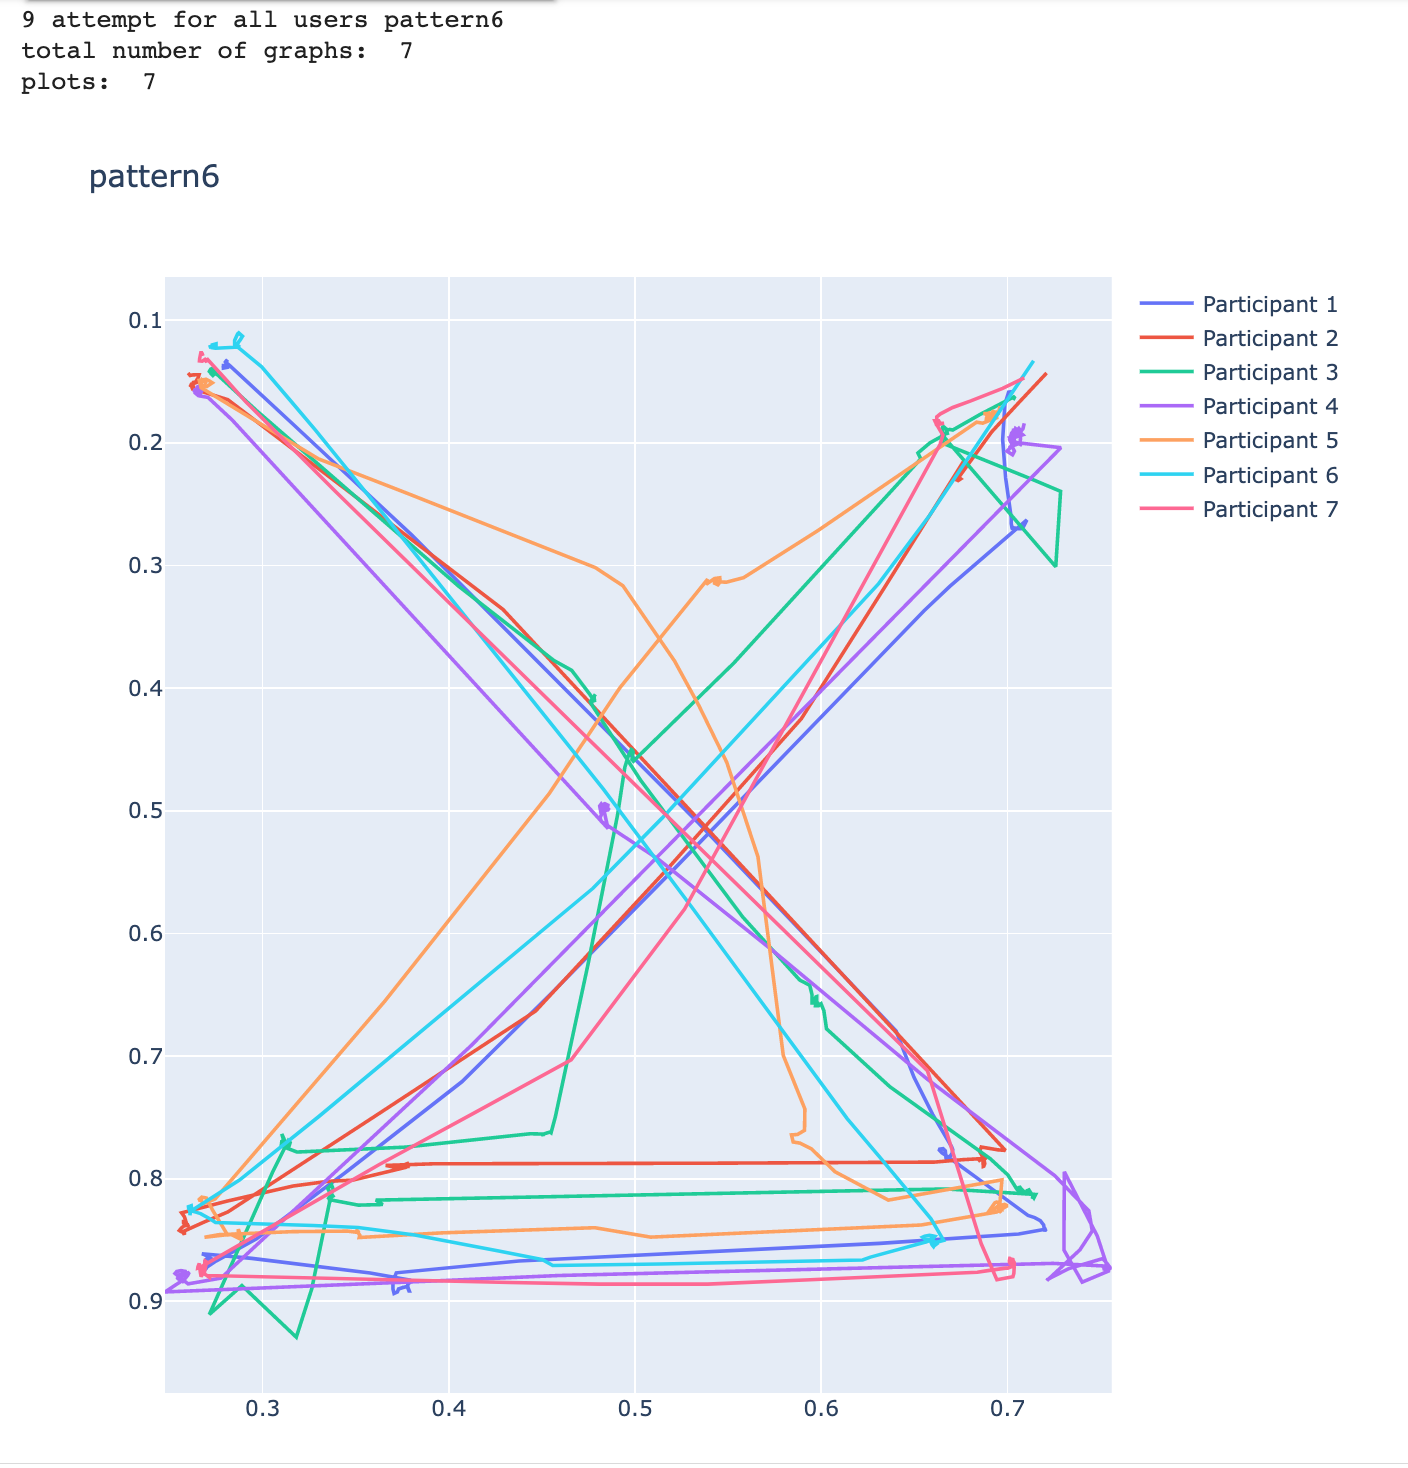 9 attempt for all users pattern6
total number of graphs:  7
plots:  7
pattern6
Participant 1
Participant 2
Participant 3
Participant 4
Participant 5
Participant 6
Participant 7
0.1
0.2
0.3
0.4
0.5
0.6
0.7
0.8
0.9
0.3 0.4 0.5 0.6 0.7